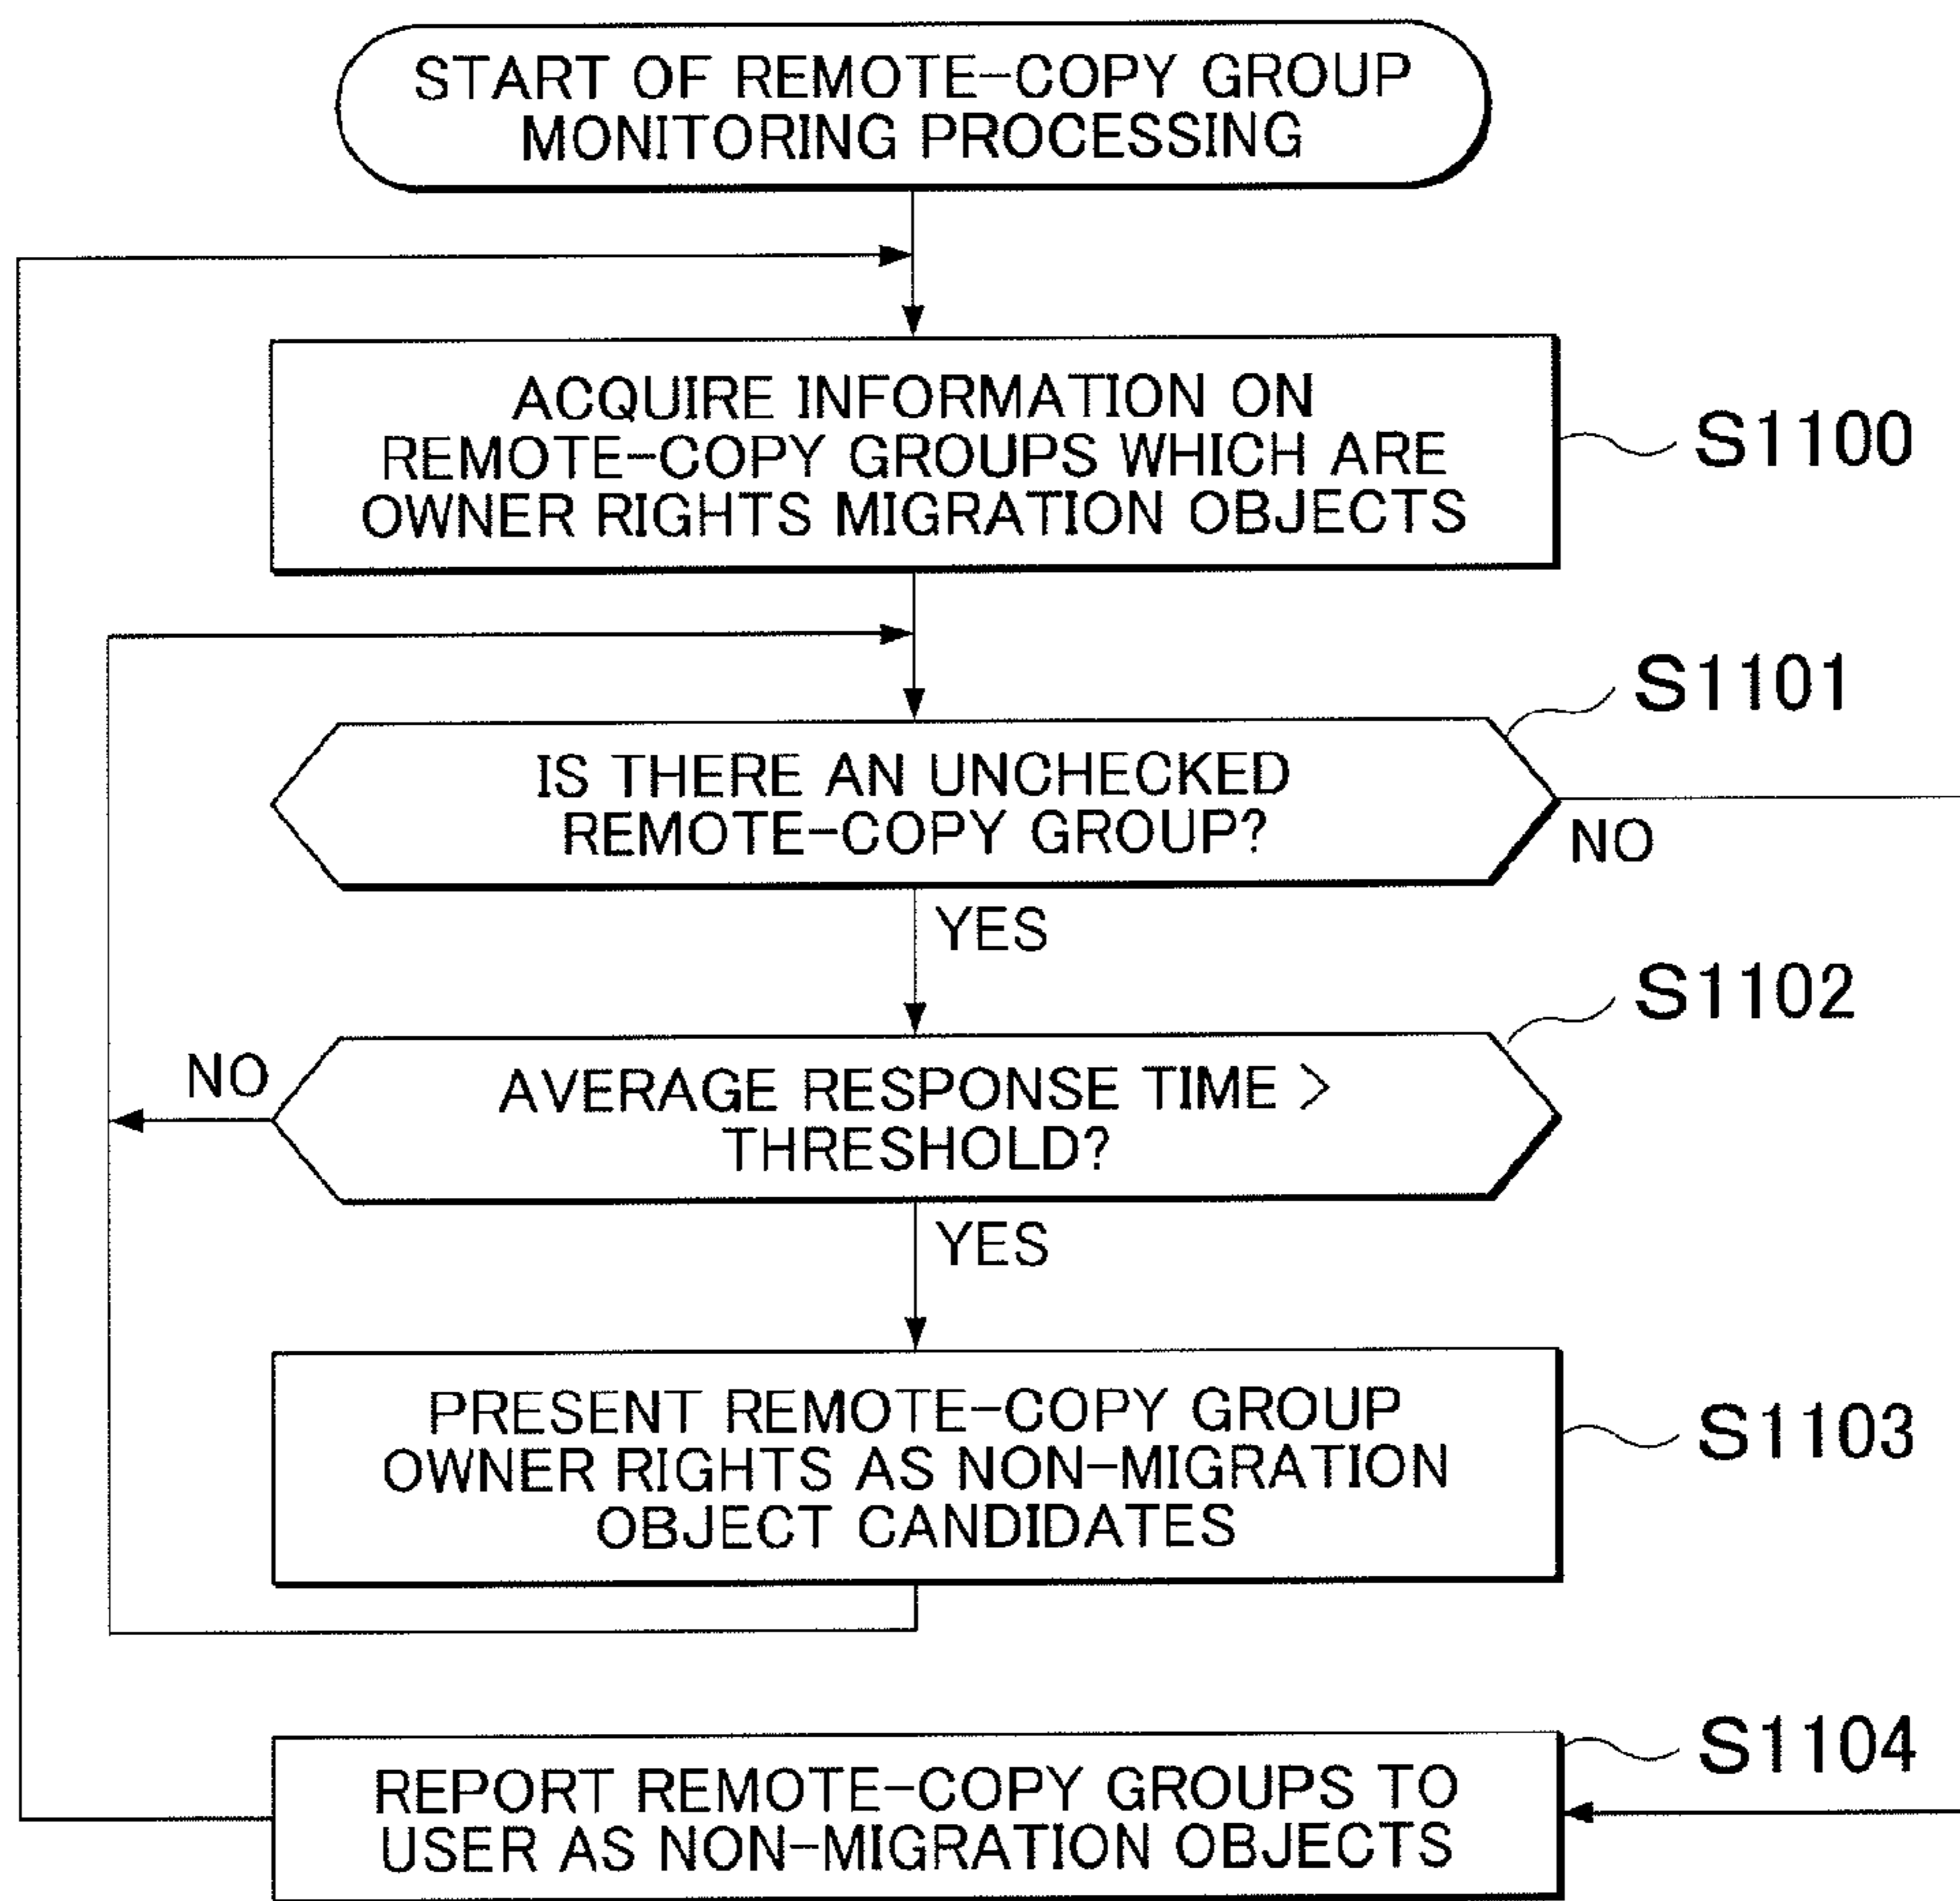 START OF REMOTE-COPY GROUP
MONITORING PROCESSING
ACQUIRE INFORMATION ON
REMOTE-COPY GROUPS WHICH ARE
OWNER RIGHTS MIGRATION OBJECTS
S1100
S1101
IS THERE AN UNCHECKED
REMOTE-COPY GROUP?
NO
YES
S1102
NO
AVERAGE RESPONSE TIME >
THRESHOLD?
YES
PRESENT REMOTE-COPY GROUP
OWNER RIGHTS AS NON-MIGRATION
OBJECT CANDIDATES
S1103
S1104
REPORT REMOTE-COPY GROUPS TO
USER AS NON-MIGRATION OBJECTS